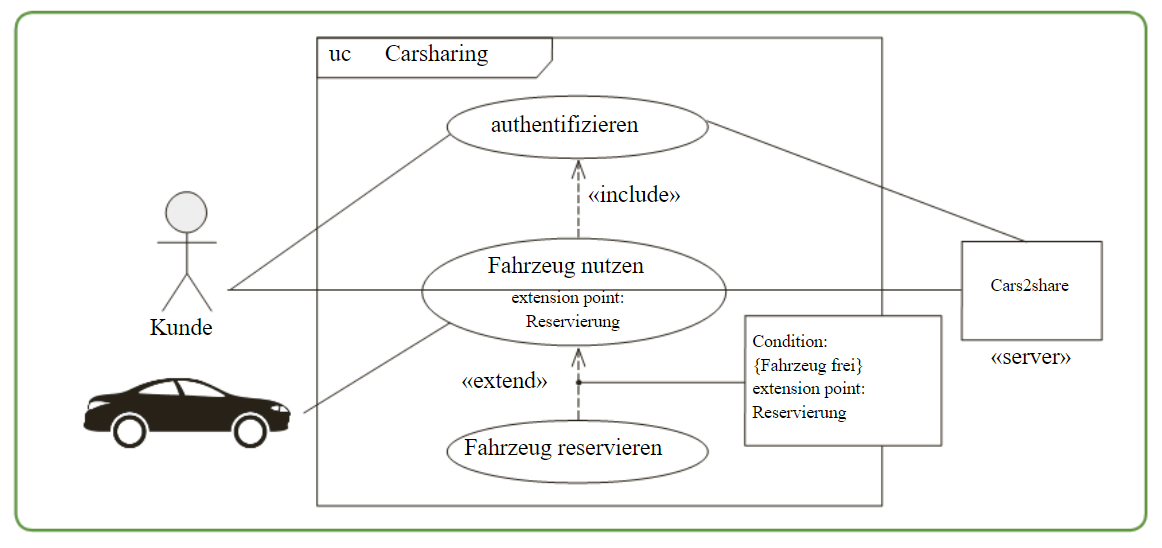 uc Carsharing
authentifizieren
«include»
Fahrzeug nutzen
extension point:
Reservierung
Kunde
Cars2share
«server»
«extend»
Condition:
{Fahrzeug frei}
extension point:
Reservierung
Fahrzeug reservieren